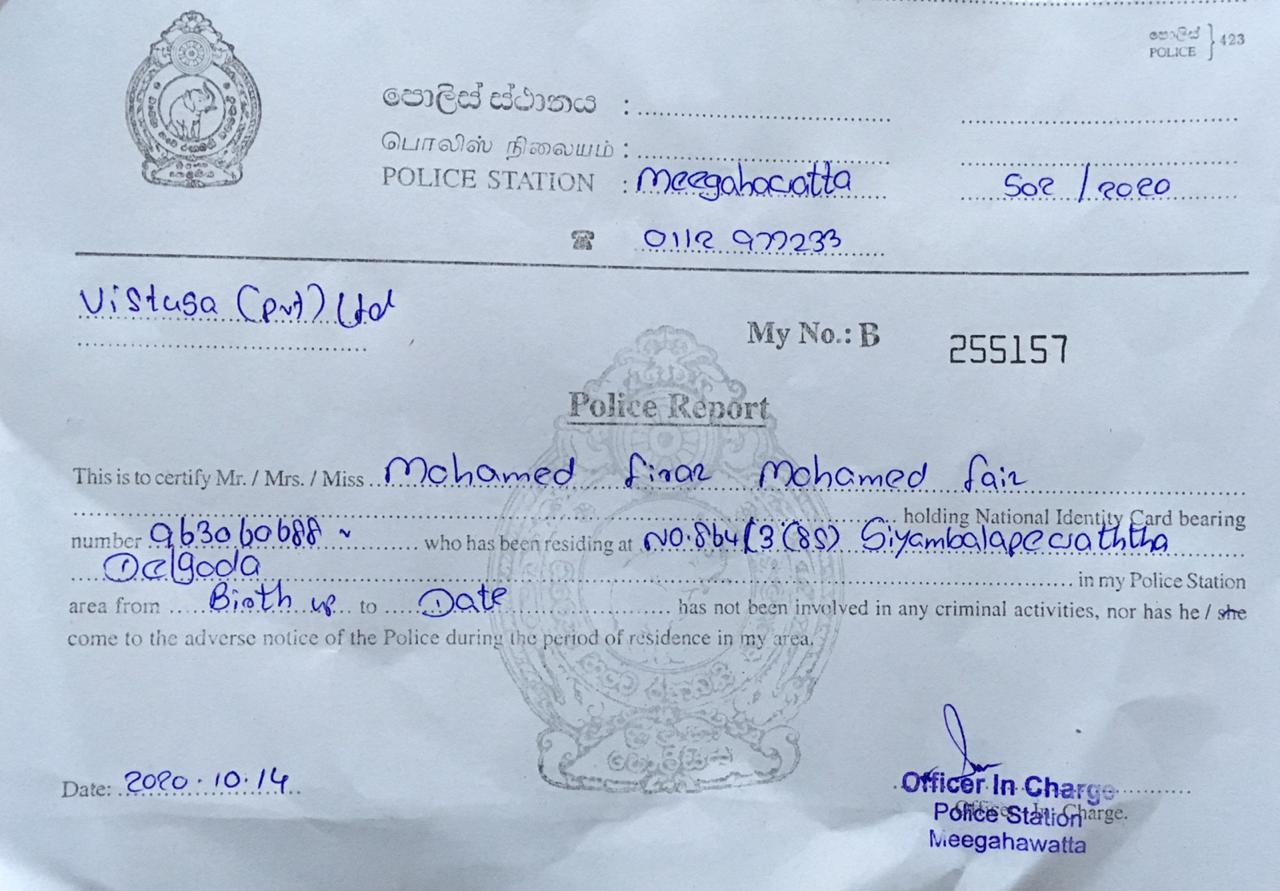 පොලිස් } 423
POLICE
පොලිස් ස්ථානය :
பொலிஸ் நிலையம் :
POLICE STATION : Meegahawatta 502 / 2020
☎ 0112 977233
Vistusa (pvt) Ltd
My No.: B 255157
Police Report
This is to certify Mr. / Mrs. / Miss Mohamed firaz Mohamed faiz
holding National Identity Card bearing
number 963060688 ~ who has been residing at No. 864(3(85) Siyambalapewaththa
Delgoda in my Police Station
area from Birth up to Date has not been involved in any criminal activities, nor has he / she
come to the adverse notice of the Police during the period of residence in my area.
Date: 2020.10.14
Officer In Charge
Officer In Charge.
Police Station
Meegahawatta